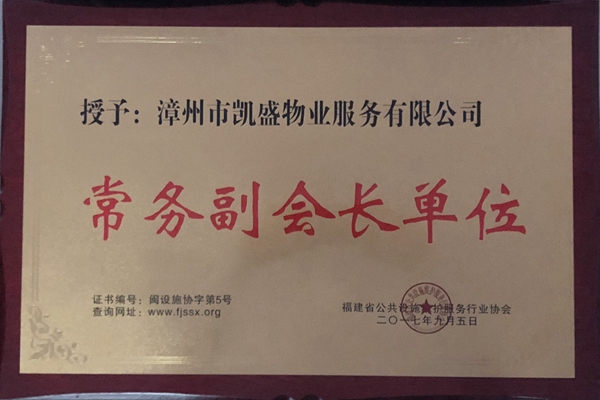 授予：漳州市凯盛物业服务有限公司
常务副会长单位
证书编号：闽设施协字第5号
查询网址：www.fjssx.org
福建省公共设施维护服务行业协会
二〇一七年九月五日